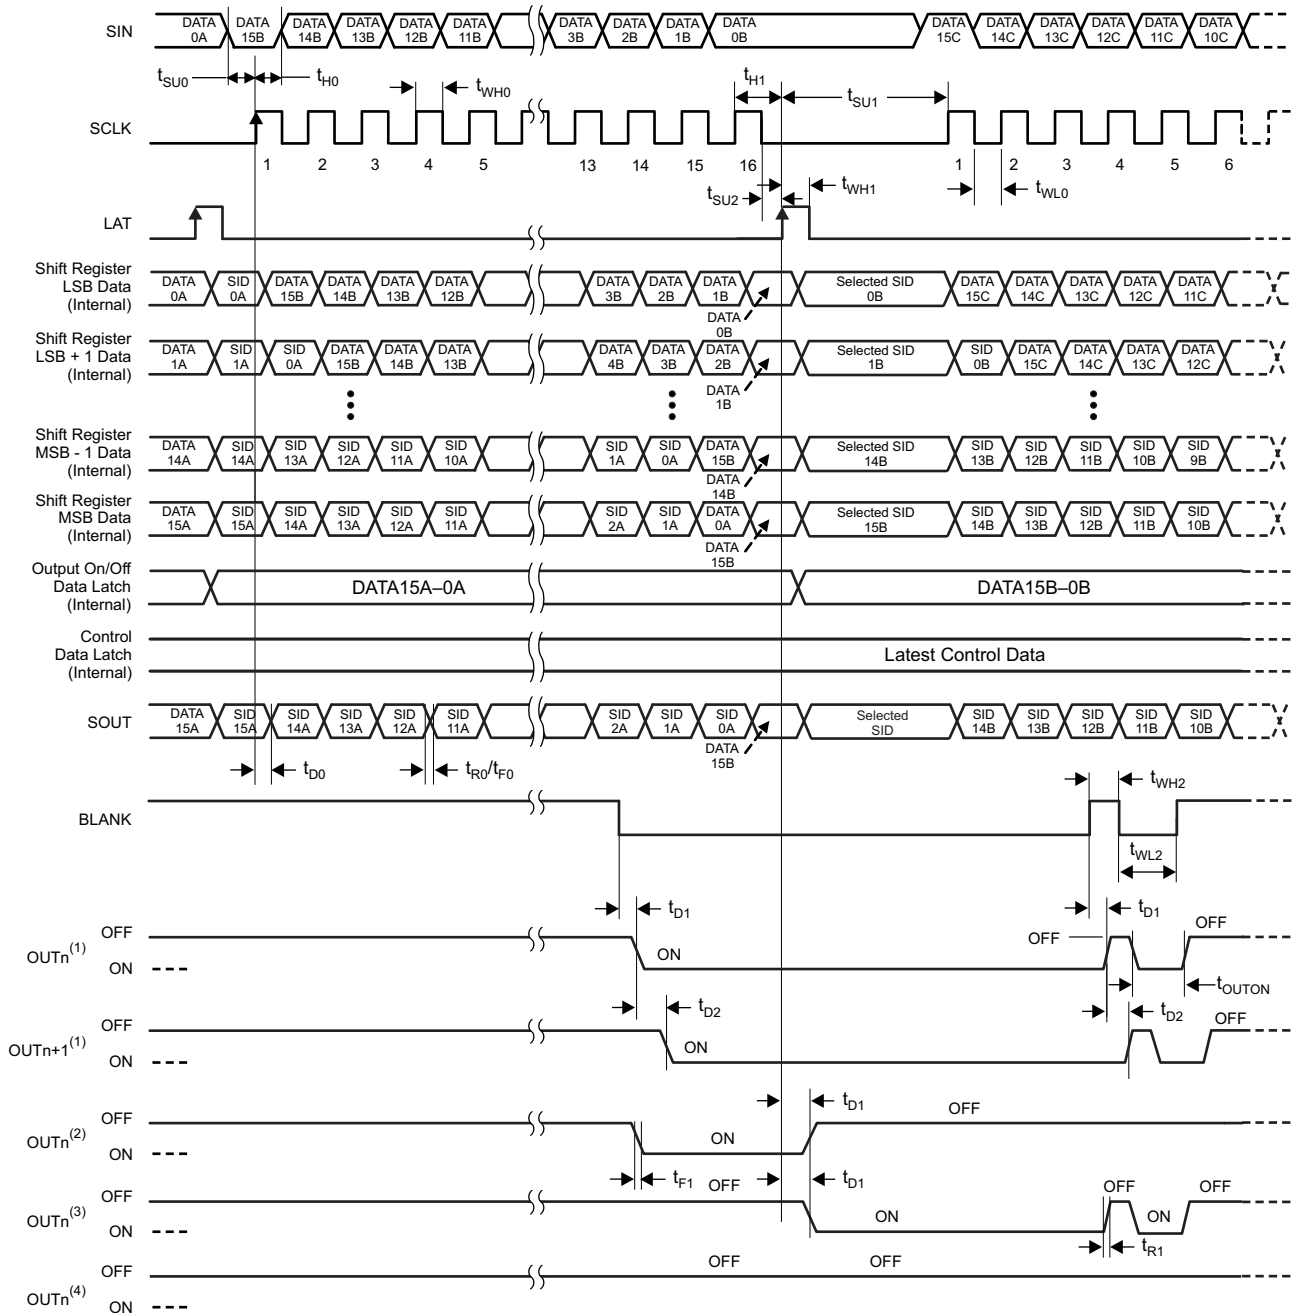 SIN
DATA 0A
DATA 15B
DATA 14B
DATA 13B
DATA 12B
DATA 11B
DATA 3B
DATA 2B
DATA 1B
DATA 0B
DATA 15C
DATA 14C
DATA 13C
DATA 12C
DATA 11C
DATA 10C
tSU0
tH0
tWH0
tH1
tSU1
SCLK
1 2 3 4 5 13 14 15 16 1 2 3 4 5 6
tSU2
tWH1
tWL0
LAT
Shift Register
LSB Data
(Internal)
DATA 0A
SID 0A
DATA 15B
DATA 14B
DATA 13B
DATA 12B
DATA 3B
DATA 2B
DATA 1B
DATA 0B
Selected SID 0B
DATA 15C
DATA 14C
DATA 13C
DATA 12C
DATA 11C
Shift Register
LSB + 1 Data
(Internal)
DATA 1A
SID 1A
SID 0A
DATA 15B
DATA 14B
DATA 13B
DATA 4B
DATA 3B
DATA 2B
DATA 1B
Selected SID 1B
SID 0B
DATA 15C
DATA 14C
DATA 13C
DATA 12C
Shift Register
MSB - 1 Data
(Internal)
DATA 14A
SID 14A
SID 13A
SID 12A
SID 11A
SID 10A
SID 1A
SID 0A
DATA 15B
DATA 14B
Selected SID 14B
SID 13B
SID 12B
SID 11B
SID 10B
SID 9B
Shift Register
MSB Data
(Internal)
DATA 15A
SID 15A
SID 14A
SID 13A
SID 12A
SID 11A
SID 2A
SID 1A
DATA 0A
DATA 15B
Selected SID 15B
SID 14B
SID 13B
SID 12B
SID 11B
SID 10B
Output On/Off
Data Latch
(Internal)
DATA15A–0A
DATA15B–0B
Control
Data Latch
(Internal)
Latest Control Data
SOUT
DATA 15A
SID 15A
SID 14A
SID 13A
SID 12A
SID 11A
SID 2A
SID 1A
SID 0A
DATA 15B
Selected SID
SID 14B
SID 13B
SID 12B
SID 11B
SID 10B
tD0
tR0/tF0
BLANK
tWH2
tWL2
tD1
tD1
OUTn(1)
OFF
ON
ON
OFF
OFF
tOUTON
tD2
tD2
OUTn+1(1)
OFF
ON
ON
OFF
tD1
OUTn(2)
OFF
ON
ON
OFF
tF1
tD1
OUTn(3)
OFF
ON
OFF
ON
OFF
ON
OFF
tR1
OUTn(4)
OFF
ON
OFF
OFF